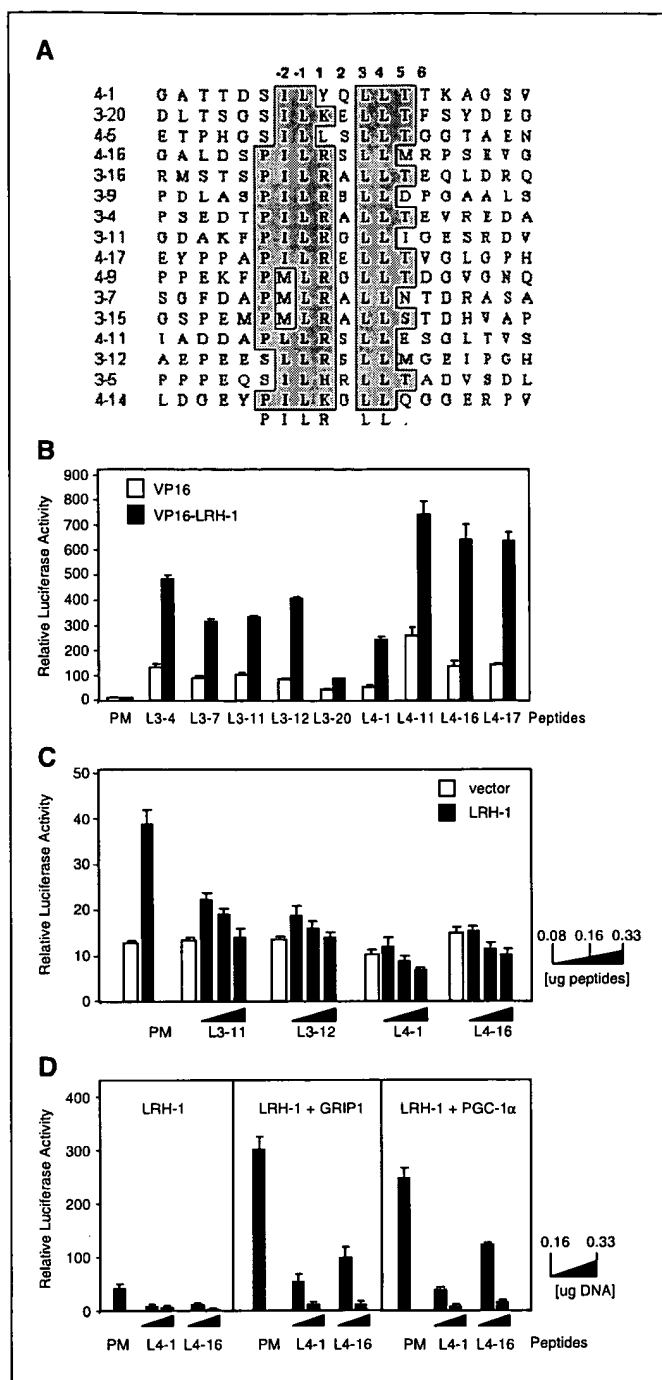 A
-2 -1 1 2 3 4 5 6
4-1 G A T T D S I L Y Q L L T T K A G S V
3-20 D L T S G S I L K E L L T F S Y D E G
4-5 E T P H G S I L L S L L T G G T A E N
4-16 G A L D S P I L R S L L M R P S V G
3-16 R M S T S P I L R A L L T E Q L D R Q
3-9 P D L A S P I L R L L D P G A A L S
3-4 P S E D T P I L R A L L T E V R E D A
3-11 G D A K F P I L G L L I G E S R D V
4-17 E Y P P A P I L R E L L T V G L G P H
4-9 P P E K F P M L R G L L T D G V G N Q
3-7 S G F D A P M L R A L L N T D R A S A
3-15 G S P E M P M L R A L L S T D H V A P
4-11 I A D D A P L L R S L L E S G L T V S
3-12 A E P E E S L L R S L L M G E I P G H
3-5 P P P E Q S I L H R L L T A D V S D L
4-14 L D G E Y P I L K G L L Q G G E R P V
P I L R L L .
B
900
800
700
600
500
400
300
200
100
0
Relative Luciferase Activity
VP16
VP16-LRH-1
PM L3-4 L3-7 L3-11 L3-12 L3-20 L4-1 L4-11 L4-16 L4-17 Peptides
C
50
40
30
20
10
0
Relative Luciferase Activity
vector
LRH-1
0.08 0.16 0.33
[ug peptides]
PM L3-11 L3-12 L4-1 L4-16
D
400
300
200
100
0
Relative Luciferase Activity
LRH-1
LRH-1 + GRIP1
LRH-1 + PGC-1α
0.16 0.33
[ug DNA]
PM L4-1 L4-16 PM L4-1 L4-16 PM L4-1 L4-16 Peptides